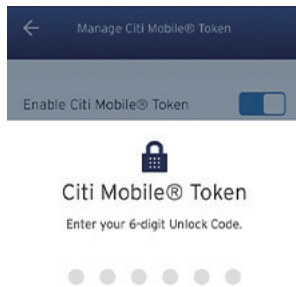 Manage Citi Mobile® Token
Enable Citi Mobile® Token
Citi Mobile® Token
Enter your 6-digit Unlock Code.